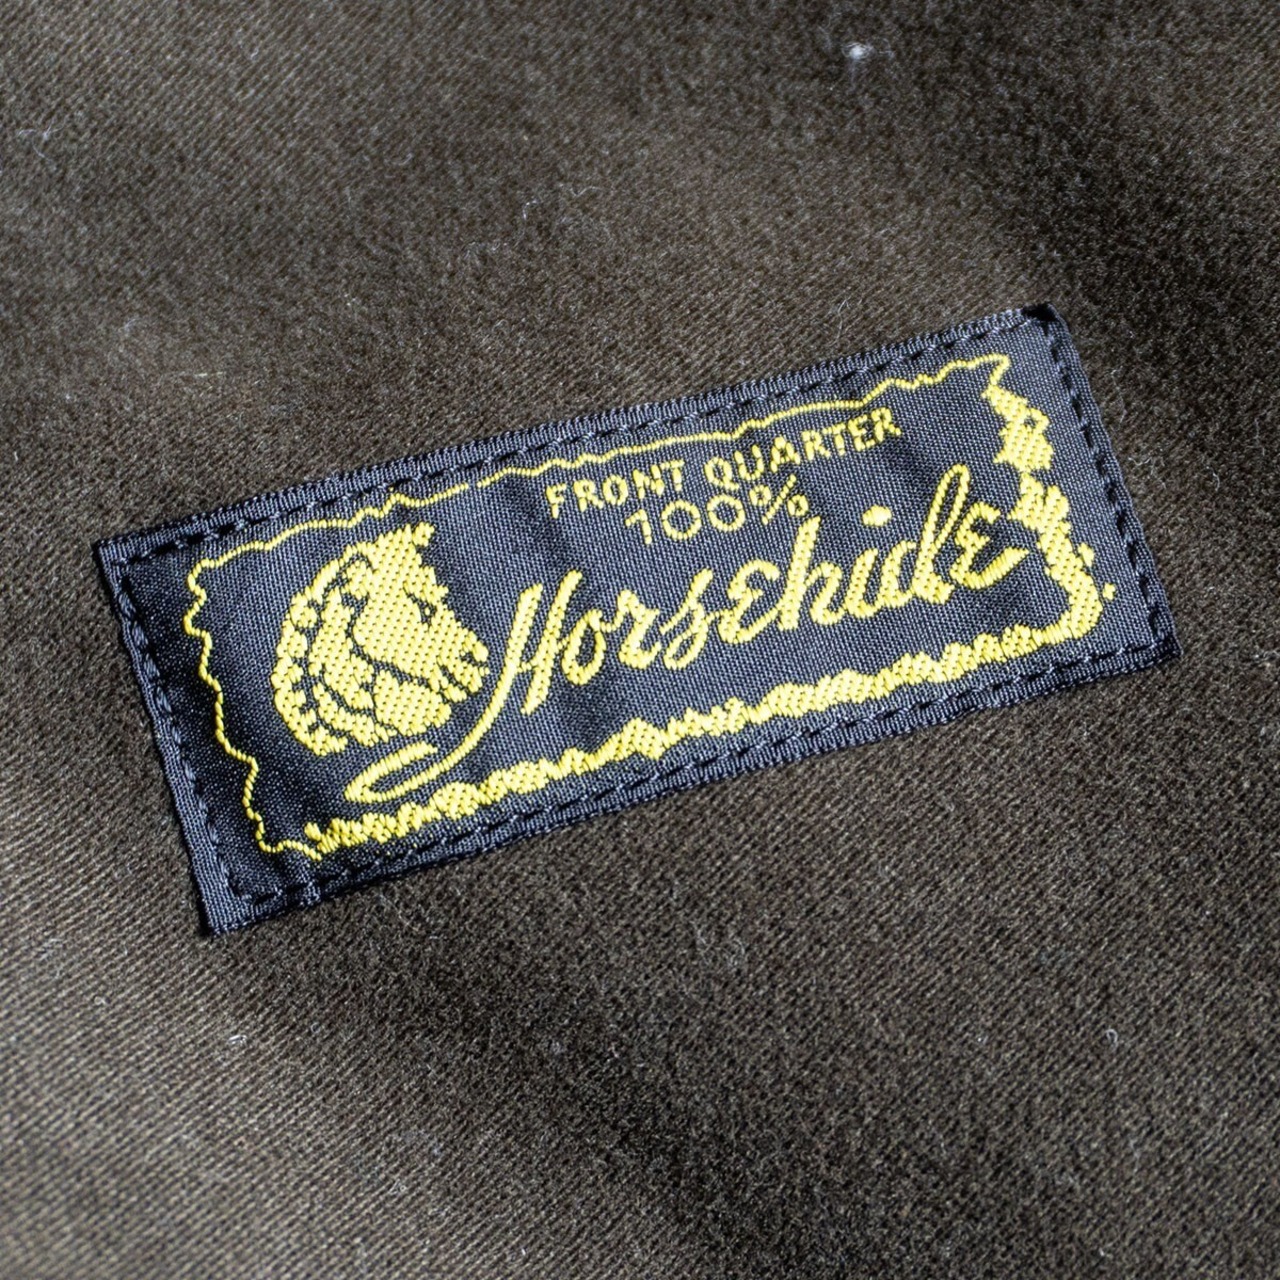 FRONT QUARTER
100%
Horsehide